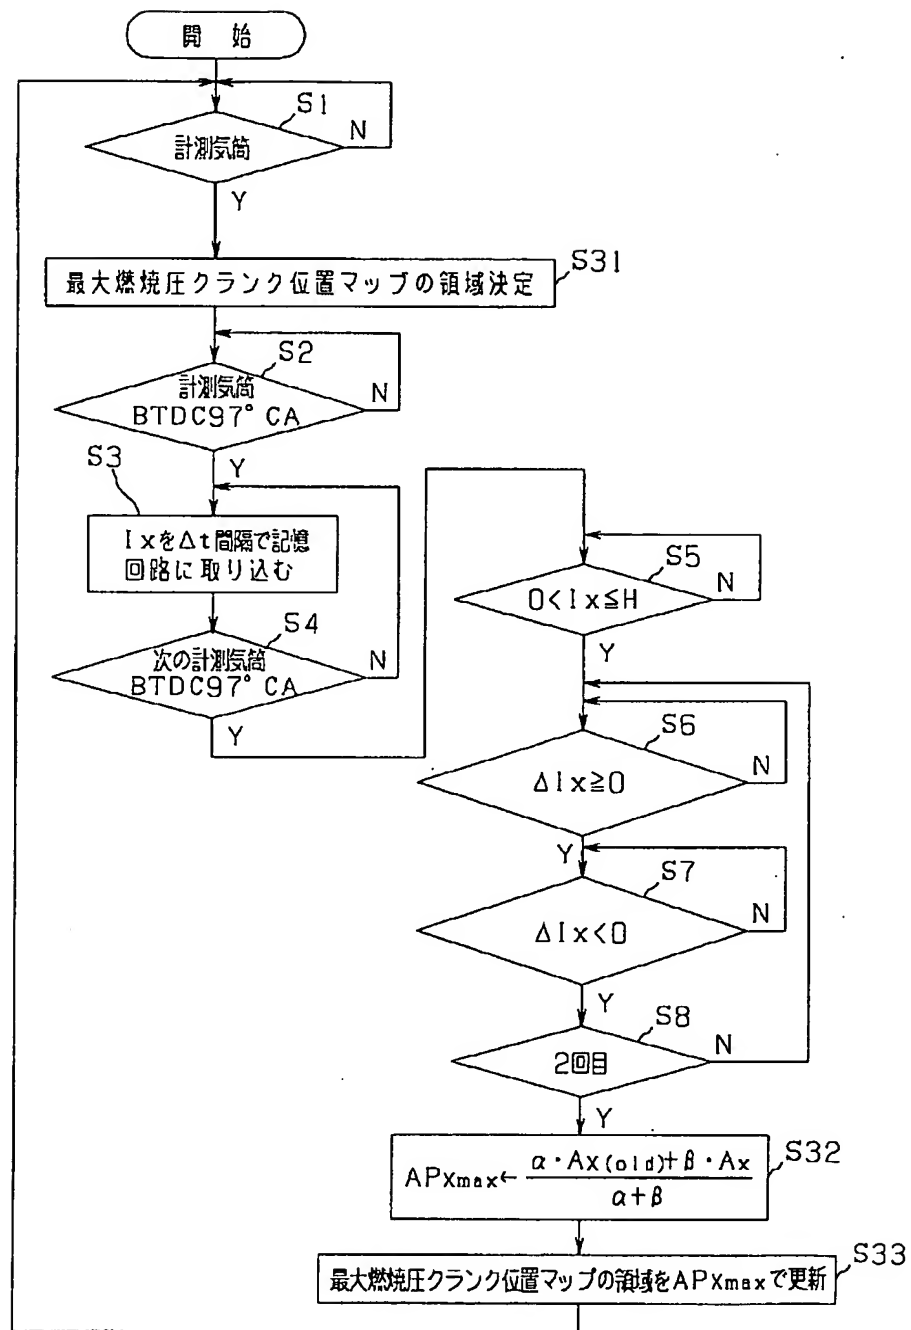 開 始
S1
計測気筒
N
Y
S31
最大燃焼圧クランク位置マップの領域決定
S2
計測気筒
BTDC97°CA
N
Y
S3
IxをΔt間隔で記憶
回路に取り込む
S4
次の計測気筒
BTDC97°CA
N
Y
S5
0<Ix≦H
N
Y
S6
ΔIx≧0
N
Y
S7
ΔIx<0
N
Y
S8
2回目
N
Y
S32
APxmax← α・Ax(old)+β・Ax
α+β
S33
最大燃焼圧クランク位置マップの領域をAPxmaxで更新